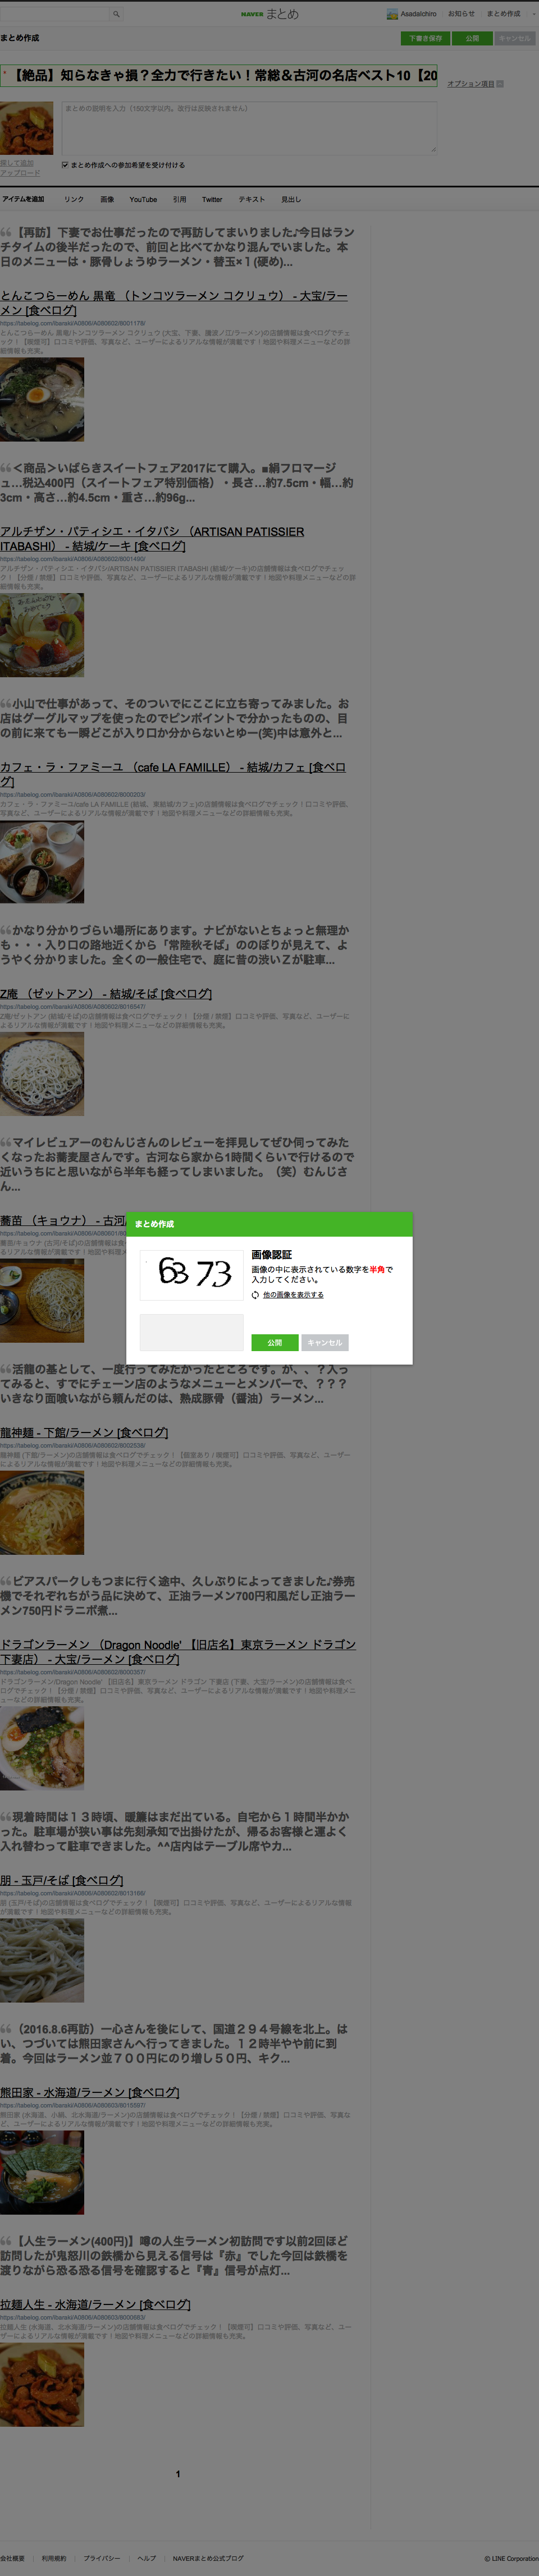 NAVER まとめ
AsadaIchiro
お知らせ
まとめ作成
まとめ作成
下書き保存
公開
キャンセル
【絶品】知らなきゃ損？全力で行きたい！常総＆古河の名店ベスト10【20
オプション項目
まとめの説明を入力（160文字以内。改行は反映されません）
探して追加
アップロード
まとめ作成への参加希望を受け付ける
アイテムを追加
リンク
画像
YouTube
引用
Twitter
テキスト
見出し
【再訪】下妻でお仕事だったので再訪してまいりました♪今日はラン
チタイムの後半だったので、前回と比べてかなり混んでいました。本
日のメニューは・豚骨しょうゆラーメン・替玉×１(硬め)...
とんこつらーめん 黒竜 （トンコツラーメン コクリュウ） - 大宝/ラー
メン [食べログ]
https://tabelog.com/ibaraki/A0806/A080602/8001179/
とんこつらーめん 黒竜/トンコツラーメン コクリュウ (大宝、下妻、騰波ノ江/ラーメン)の店舗情報は食べログでチェ
ック！【喫煙可】口コミや評価、写真など、ユーザーによるリアルな情報が満載です！地図や料理メニューなどの詳
細情報も充実。
＜商品＞いばらきスイートフェア2017にて購入。■絹フロマージ
ュ…税込400円（スイートフェア特別価格）・長さ…約7.5cm・幅…約
3cm・高さ…約4.5cm・重さ…約96g...
アルチザン・パティシエ・イタバシ （ARTISAN PATISSIER
ITABASHI） - 結城/ケーキ [食べログ]
https://tabelog.com/ibaraki/A0806/A080602/8001490/
アルチザン・パティシエ・イタバシ/ARTISAN PATISSIER ITABASHI (結城/ケーキ)の店舗情報は食べログでチェッ
ク！【分煙 / 禁煙】口コミや評価、写真など、ユーザーによるリアルな情報が満載です！地図や料理メニューなどの詳
細情報も充実。
小山で仕事があって、そのついでにここに立ち寄ってみました。お
店はグーグルマップを使ったのでピンポイントで分かったものの、目
の前に来ても一瞬どこが入り口か分からないとゆー(笑)中は意外と...
カフェ・ラ・ファミーユ （cafe LA FAMILLE） - 結城/カフェ [食べロ
グ]
https://tabelog.com/ibaraki/A0806/A080602/8000203/
カフェ・ラ・ファミーユ/cafe LA FAMILLE (結城、東結城/カフェ)の店舗情報は食べログでチェック！口コミや評価、
写真など、ユーザーによるリアルな情報が満載です！地図や料理メニューなどの詳細情報も充実。
かなり分かりづらい場所にあります。ナビがないとちょっと無理か
も・・・入り口の路地近くから「常陸秋そば」ののぼりが見えて、よ
うやく分かりました。全くの一般住宅で、庭に昔の渋いＺが駐車...
Z庵 （ゼットアン） - 結城/そば [食べログ]
https://tabelog.com/ibaraki/A0806/A080602/8015547/
Z庵/ゼットアン (結城/そば)の店舗情報は食べログでチェック！【分煙 / 禁煙】口コミや評価、写真など、ユーザーに
よるリアルな情報が満載です！地図や料理メニューなどの詳細情報も充実。
マイレビュアーのむんじさんのレビューを拝見してぜひ伺ってみた
くなったお蕎麦屋さんです。古河なら家から1時間くらいで行けるので
近いうちにと思いながら半年も経ってしまいました。（笑）むんじさ
ん...
蕎苗 （キョウナ） - 古河/
https://tabelog.com/ibaraki/A0806/A080601/80
蕎苗/キョウナ (古河/そば)の店舗情報は食べ
るリアルな情報が満載です！地図や料理メ
まとめ作成
6373
画像認証
画像の中に表示されている数字を半角で
入力してください。
他の画像を表示する
公開
キャンセル
活龍の基として、一度行ってみたかったところです。が、、？入っ
てみると、すでにチェーン店のようなメニューとメンバーで、？？？
いきなり面喰いながら頼んだのは、熟成豚骨（醤油）ラーメン...
龍神麺 - 下館/ラーメン [食べログ]
https://tabelog.com/ibaraki/A0806/A080602/8002536/
龍神麺 (下館/ラーメン)の店舗情報は食べログでチェック！【個室あり / 喫煙可】口コミや評価、写真など、ユーザー
によるリアルな情報が満載です！地図や料理メニューなどの詳細情報も充実。
ビアスパークしもつまに行く途中、久しぶりによってきました♪券売
機でそれぞれちがう品に決めて、正油ラーメン700円和風だし正油ラー
メン750円ドラニボ煮...
ドラゴンラーメン （Dragon Noodle' 【旧店名】東京ラーメン ドラゴン
下妻店） - 大宝/ラーメン [食べログ]
https://tabelog.com/ibaraki/A0806/A080602/8000357/
ドラゴンラーメン/Dragon Noodle' 【旧店名】東京ラーメン ドラゴン 下妻店 (下妻、大宝/ラーメン)の店舗情報は食べ
ログでチェック！【分煙 / 禁煙】口コミや評価、写真など、ユーザーによるリアルな情報が満載です！地図や料理メニ
ューなどの詳細情報も充実。
現着時間は１３時頃、暖簾はまだ出ている。自宅から１時間半かか
った。駐車場が狭い事は先刻承知で出掛けたが、帰るお客様と運よく
入れ替わって駐車できました。^^店内はテーブル席やカ...
朋 - 玉戸/そば [食べログ]
https://tabelog.com/ibaraki/A0806/A080602/8013166/
朋 (玉戸/そば)の店舗情報は食べログでチェック！【喫煙可】口コミや評価、写真など、ユーザーによるリアルな情報
が満載です！地図や料理メニューなどの詳細情報も充実。
（2016.8.6再訪）一心さんを後にして、国道２９４号線を北上。は
い、つづいては熊田家さんへ行ってきました。１２時半やや前に到
着。今回はラーメン並７００円にのり増し５０円、キク...
熊田家 - 水海道/ラーメン [食べログ]
https://tabelog.com/ibaraki/A0806/A080603/8015597/
熊田家 (水海道、小絹、北水海道/ラーメン)の店舗情報は食べログでチェック！【分煙 / 禁煙】口コミや評価、写真な
ど、ユーザーによるリアルな情報が満載です！地図や料理メニューなどの詳細情報も充実。
【人生ラーメン(400円)】噂の人生ラーメン初訪問です以前2回ほど
訪問したが鬼怒川の鉄橋から見える信号は『赤』でした今回は鉄橋を
渡りながら恐る恐る信号を確認すると『青』信号が点灯...
拉麺人生 - 水海道/ラーメン [食べログ]
https://tabelog.com/ibaraki/A0806/A080603/8000683/
拉麺人生 (水海道、北水海道/ラーメン)の店舗情報は食べログでチェック！【喫煙可】口コミや評価、写真など、ユー
ザーによるリアルな情報が満載です！地図や料理メニューなどの詳細情報も充実。
1
会社概要
利用規約
プライバシー
ヘルプ
NAVERまとめ公式ブログ
© LINE Corporation